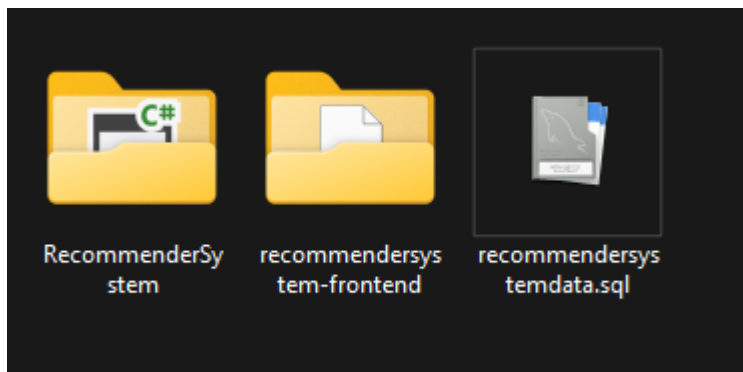 C#
RecommenderSy
stem
recommendersys
tem-frontend
recommendersys
temdata.sql